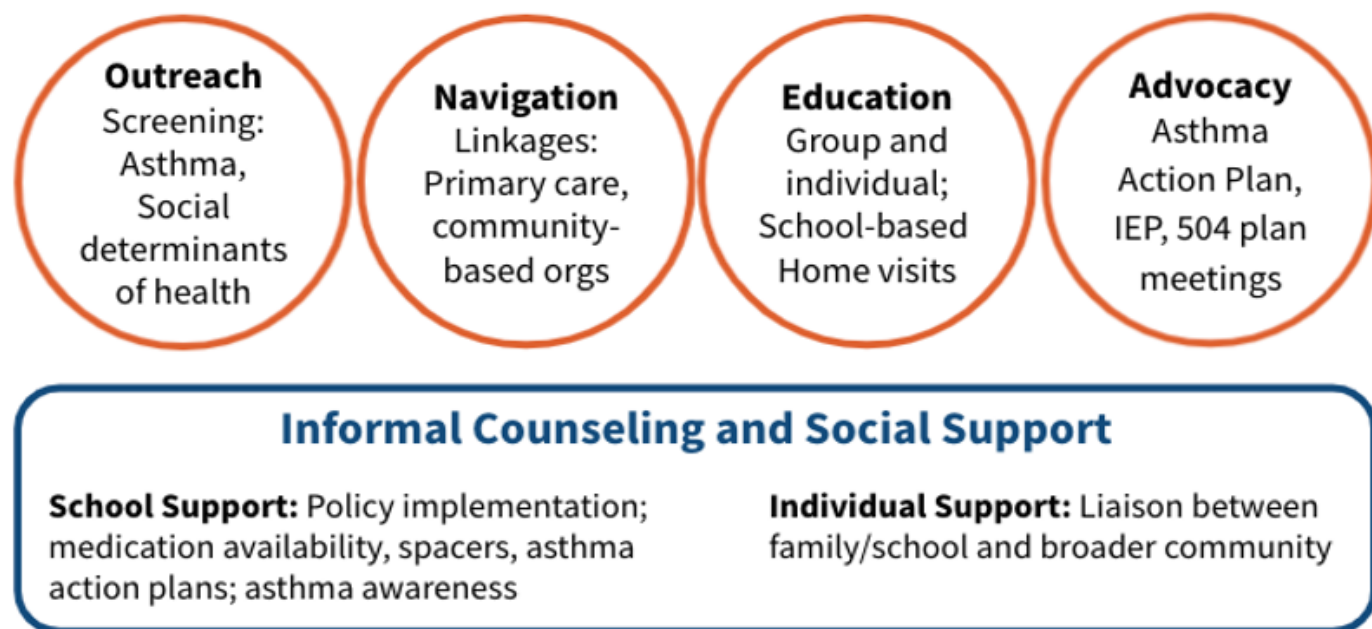 Outreach
Screening:
Asthma,
Social
determinants
of health
Navigation
Linkages:
Primary care,
community-
based orgs
Education
Group and
individual;
School-based
Home visits
Advocacy
Asthma
Action Plan,
IEP, 504 plan
meetings
Informal Counseling and Social Support
School Support: Policy implementation;
medication availability, spacers, asthma
action plans; asthma awareness
Individual Support: Liaison between
family/school and broader community